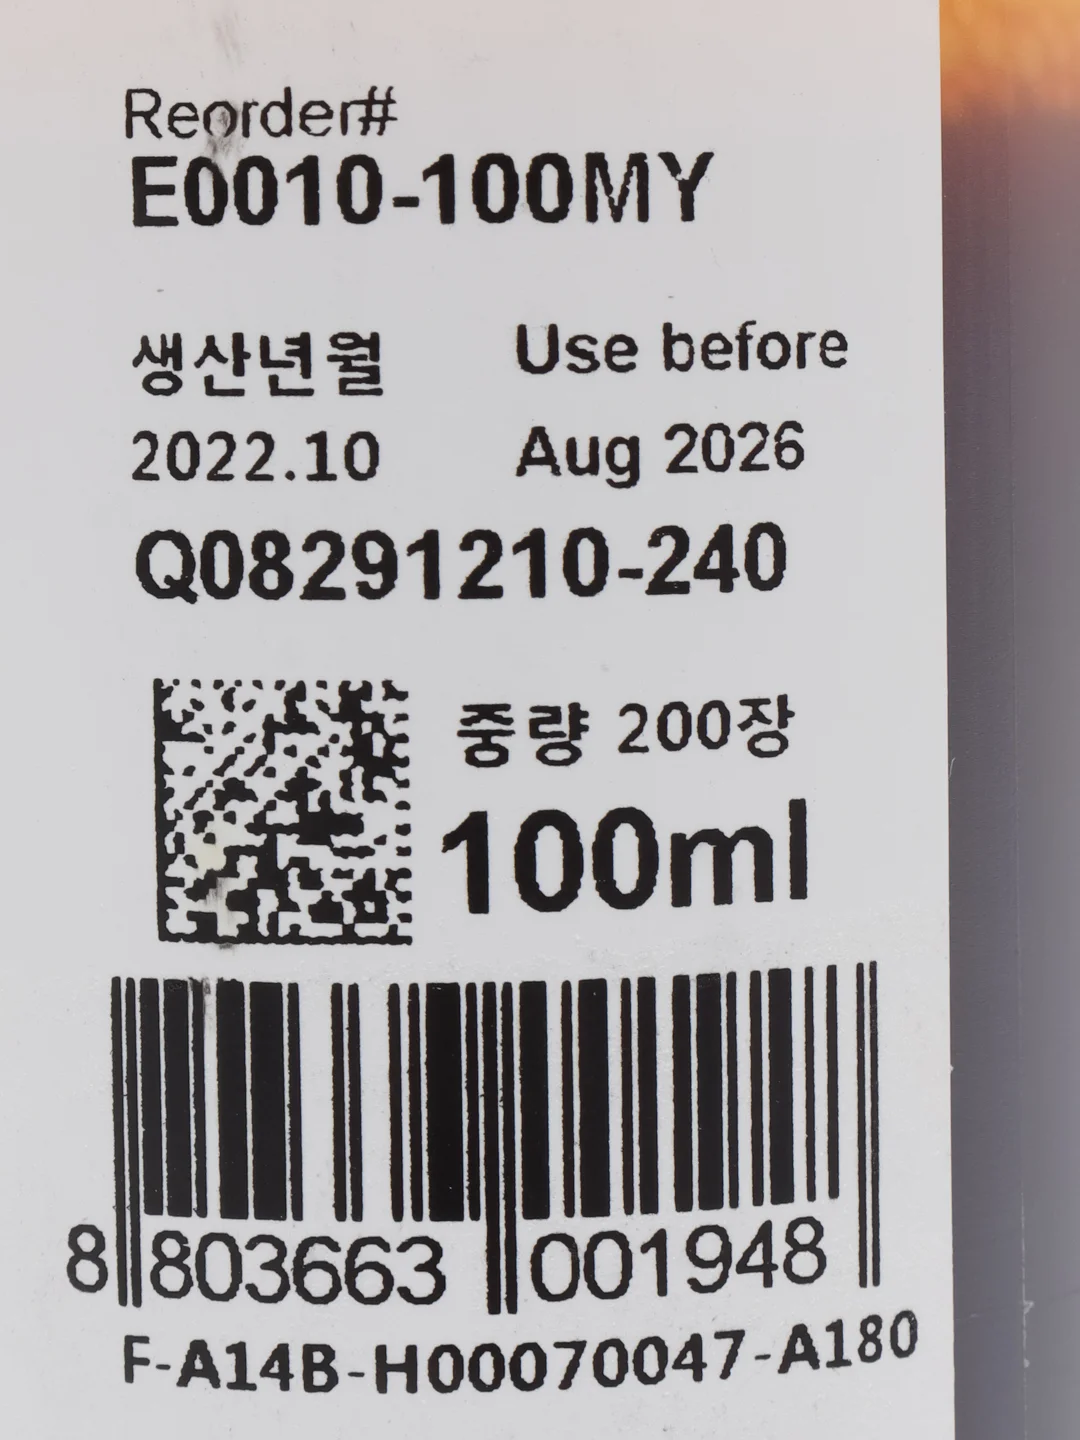 Reorder#
E0010-100MY
생산년월 Use before
2022.10 Aug 2026
Q08291210-240
중량 200장
100ml
8 803663 001948
F-A14B-H00070047-A180